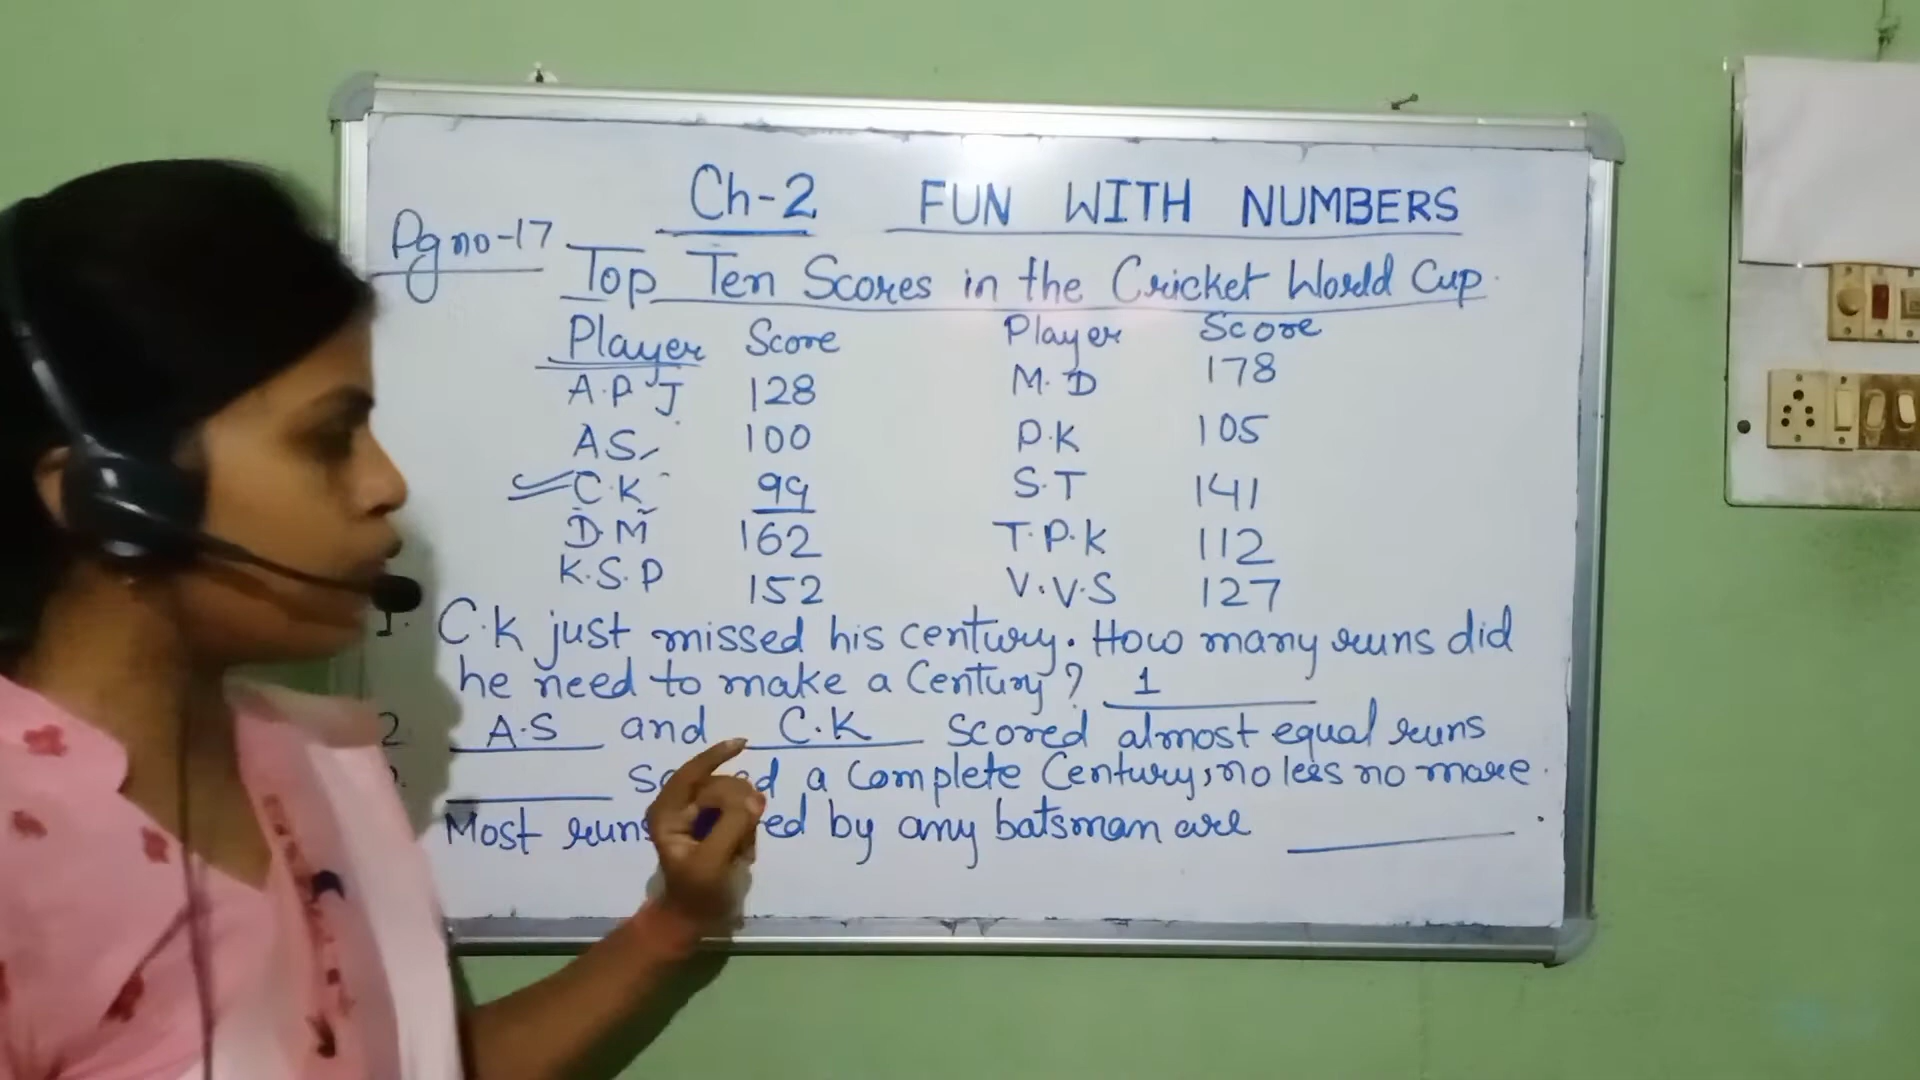 Ch-2 FUN WITH NUMBERS
Pg no-17
Top Ten Scores in the Cricket World Cup.
Player Score Player Score
A.P.J 128 M.D 178
A.S 100 P.K 105
C.K 99 S.T 141
D.M 162 T.P.K 112
K.S.P 152 V.V.S 127
1. C.K just missed his century. How many runs did
he need to make a Century? 1
2. A.S and C.K scored almost equal runs
a Complete Century, no less no more.
Most runs by any batsman are .